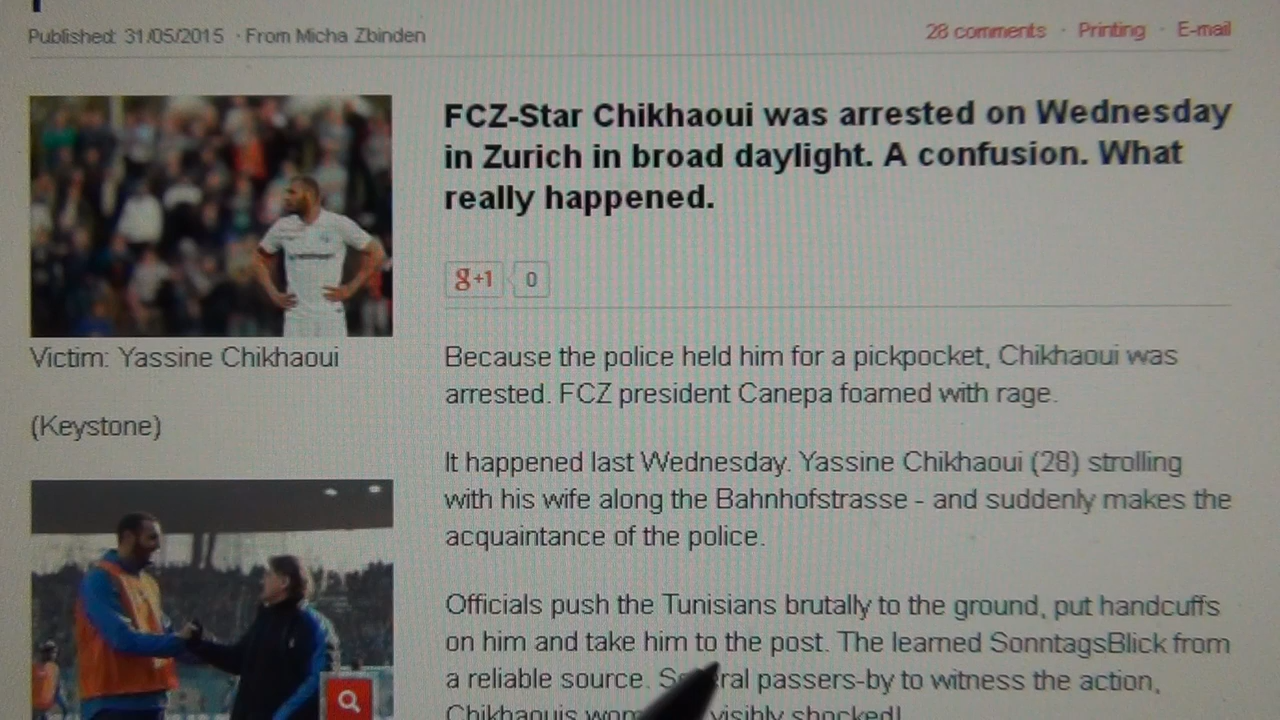 Published: 31/05/2015 · From Micha Zbinden
28 comments · Printing · E-mail
FCZ-Star Chikhaoui was arrested on Wednesday
in Zurich in broad daylight. A confusion. What
really happened.
g+1 0
Victim: Yassine Chikhaoui
(Keystone)
Because the police held him for a pickpocket, Chikhaoui was
arrested. FCZ president Canepa foamed with rage.
It happened last Wednesday. Yassine Chikhaoui (28) strolling
with his wife along the Bahnhofstrasse - and suddenly makes the
acquaintance of the police.
Officials push the Tunisians brutally to the ground, put handcuffs
on him and take him to the post. The learned SonntagsBlick from
a reliable source. passers-by to witness the action,
Chikhaouis visibly shocked!